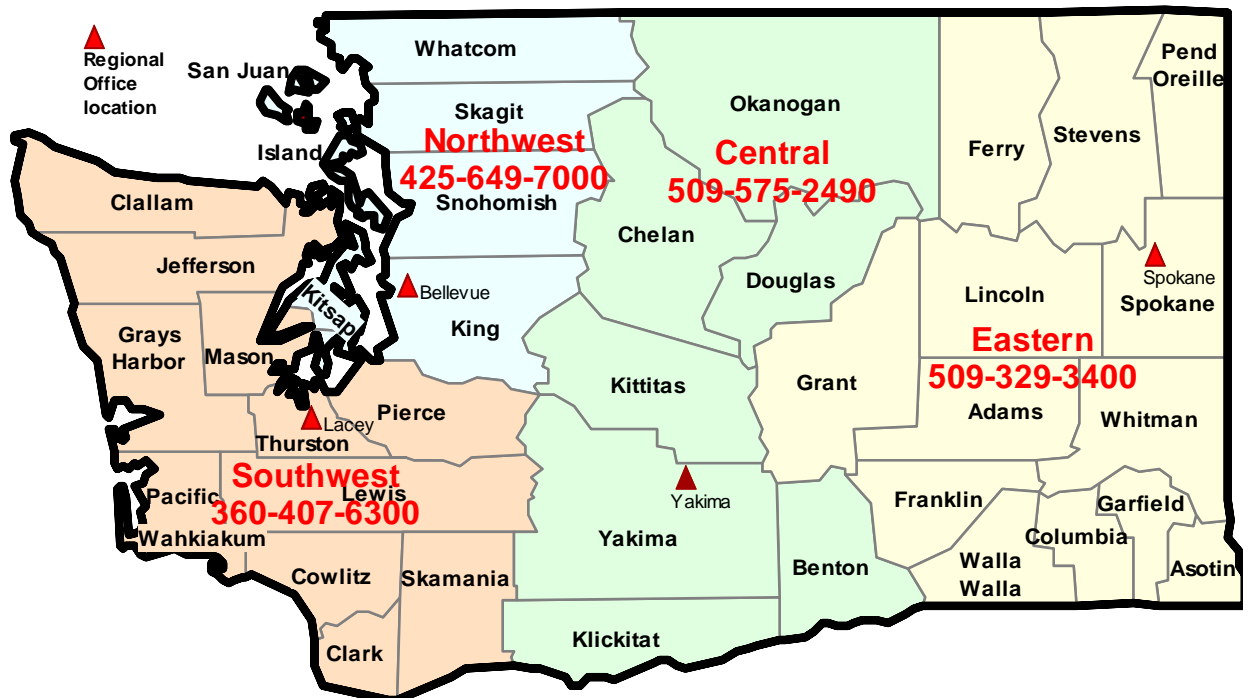 Regional
Office
location
San Juan
Island
Whatcom
Skagit
Northwest
425-649-7000
Snohomish
Okanogan
Central
509-575-2490
Chelan
Douglas
Ferry
Stevens
Pend
Oreille
Clallam
Jefferson
Kitsap
Bellevue
King
Grays
Harbor
Mason
Pierce
Lacey
Thurston
Southwest
Lewis
360-407-6300
Pacific
Wahkiakum
Cowlitz
Skamania
Clark
Kittitas
Yakima
Yakima
Klickitat
Benton
Grant
Lincoln
Spokane
Spokane
Eastern
509-329-3400
Adams
Whitman
Franklin
Garfield
Columbia
Walla
Walla
Asotin